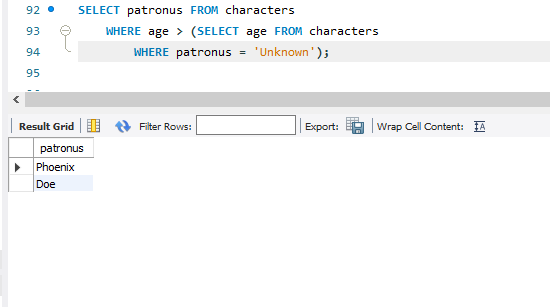 92 SELECT patronus FROM characters
93 WHERE age > (SELECT age FROM characters
94 WHERE patronus = 'Unknown');
95
Result Grid Filter Rows: Export: Wrap Cell Content: IA
patronus
Phoenix
Doe